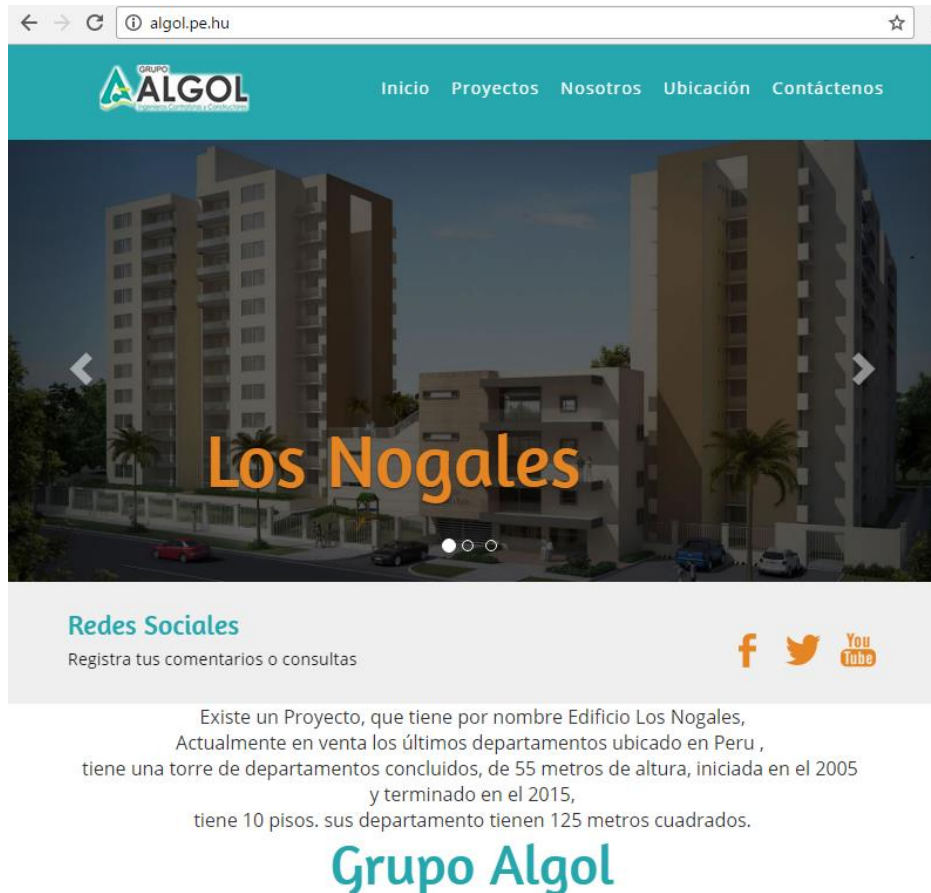 algol.pe.hu
GRUPO
ALGOL
Ingenieros Contratistas y Constructores
Inicio Proyectos Nosotros Ubicación Contáctenos
Los Nogales
Redes Sociales
Registra tus comentarios o consultas
f
You
Tube
Existe un Proyecto, que tiene por nombre Edificio Los Nogales,
Actualmente en venta los últimos departamentos ubicado en Peru ,
tiene una torre de departamentos concluidos, de 55 metros de altura, iniciada en el 2005
y terminado en el 2015,
tiene 10 pisos. sus departamento tienen 125 metros cuadrados.
Grupo Algol